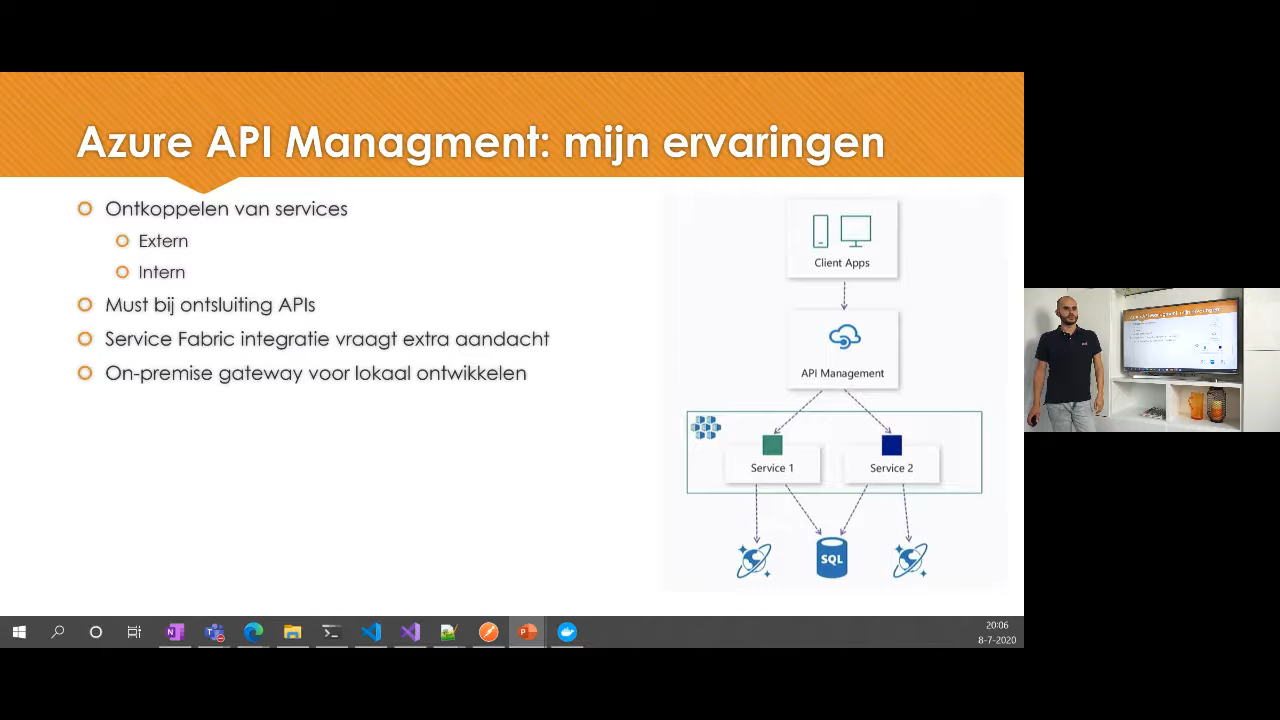 Azure API Managment: mijn ervaringen
Ontkoppelen van services
Extern
Intern
Must bij ontsluiting APIs
Service Fabric integratie vraagt extra aandacht
On-premise gateway voor lokaal ontwikkelen
Client Apps
API Management
Service 1
Service 2
SQL
20:06
8-7-2020